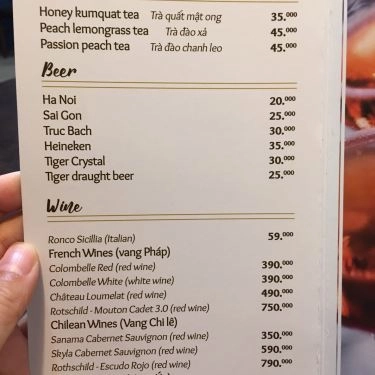 Honey kumquat tea Trà quất mật ong 35.000
Peach lemongrass tea Trà đào xả 45.000
Passion peach tea Trà đào chanh leo 45.000
Beer
Ha Noi 20.000
Sai Gon 25.000
Truc Bach 30.000
Heineken 35.000
Tiger Crystal 30.000
Tiger draught beer 25.000
Wine
Ronco Sicillia (Italian) 59.000
French Wines (vang Pháp)
Colombelle Red (red wine) 390.000
Colombelle White (white wine) 390.000
Château Loumelat (red wine) 490.000
Rotschild - Mouton Cadet 3.0 (red wine) 750.000
Chilean Wines (Vang Chi lê)
Sanama Cabernet Sauvignon (red wine) 350.000
Skyla Cabernet Sauvignon (red wine) 590.000
Rothschild - Escudo Rojo (red wine) 790.000